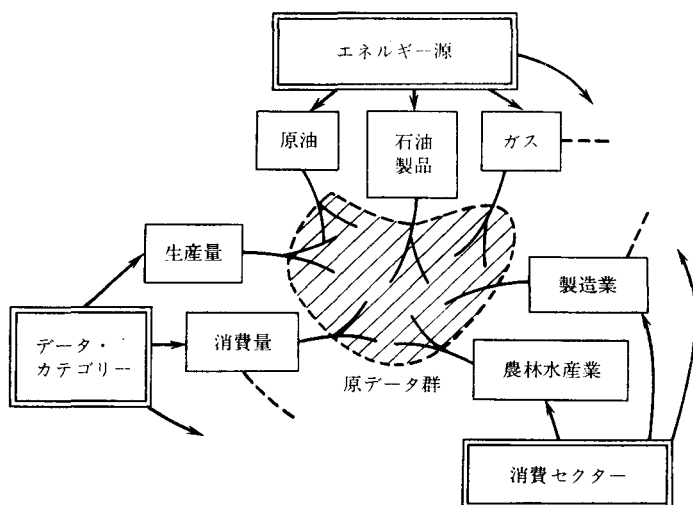 エネルギー源
原油
石油
製品
ガス
生産量
製造業
データ・
カテゴリー
消費量
原データ群
農林水産業
消費セクター